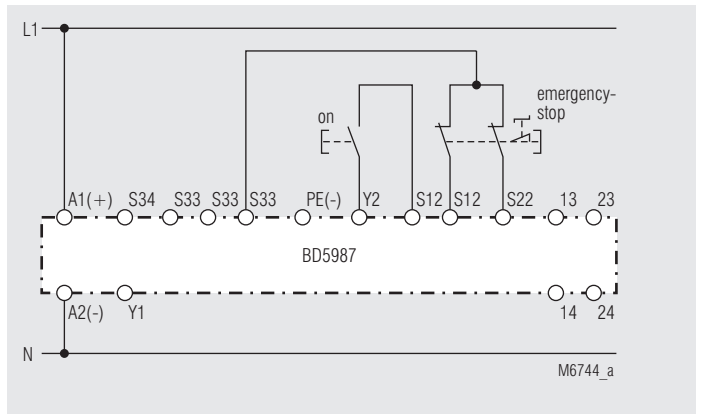 L1
emergency-
stop
on
A1(+) S34 S33 S33 S33 PE(-) Y2 S12 S12 S22 13 23
BD5987
A2(-) Y1 14 24
N
M6744_a